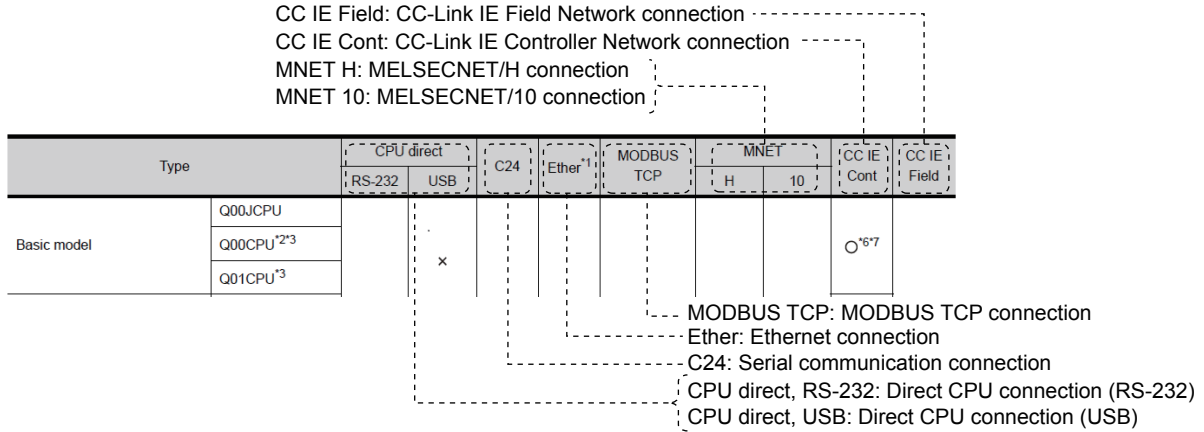 CC IE Field: CC-Link IE Field Network connection
CC IE Cont: CC-Link IE Controller Network connection
MNET H: MELSECNET/H connection
MNET 10: MELSECNET/10 connection
Type CPU direct C24 Ether*1 MODBUS TCP MNET CC IE Cont CC IE Field
RS-232 USB H 10
Q00JCPU
Basic model Q00CPU*2*3 × ○*6*7
Q01CPU*3
MODBUS TCP: MODBUS TCP connection
Ether: Ethernet connection
C24: Serial communication connection
CPU direct, RS-232: Direct CPU connection (RS-232)
CPU direct, USB: Direct CPU connection (USB)